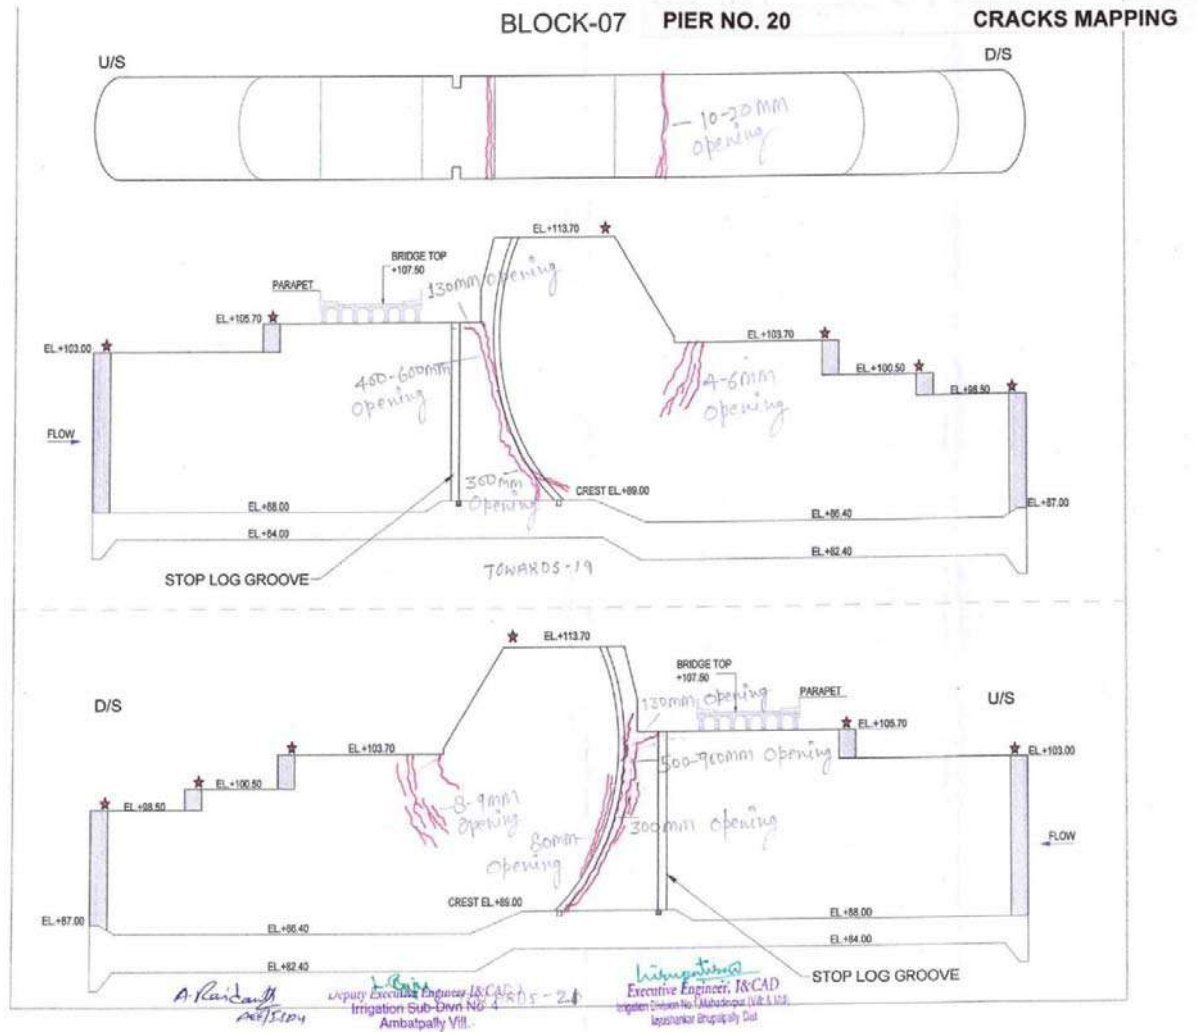 BLOCK-07 PIER NO. 20 CRACKS MAPPING
U/S
D/S
10-20MM
opening
EL.+113.70
BRIDGE TOP
+107.50
130mm opening
PARAPET
EL.+105.70
EL.+103.00
EL.+103.70
EL.+100.50
EL.+98.50
400-600mm
opening
4-6mm
opening
FLOW
360mm
opening
CREST EL.+89.00
EL.+88.00
EL.+87.00
EL.+86.40
EL.+84.00
EL.+82.40
STOP LOG GROOVE
TOWARDS-19
EL.+113.70
BRIDGE TOP
+107.50
130mm opening
PARAPET
D/S
U/S
EL.+105.70
EL.+103.70
EL.+103.00
500-900mm opening
EL.+100.50
EL.+98.50
8-9mm
opening
300mm opening
80mm
opening
FLOW
CREST EL.+89.00
EL.+87.00
EL.+88.00
EL.+86.40
EL.+84.00
EL.+82.40
STOP LOG GROOVE
Deputy Executive Engineer I&CAD
Irrigation Sub-Divn No 4
Ambatpally Vill.
Executive Engineer, I&CAD
Irrigation Division No